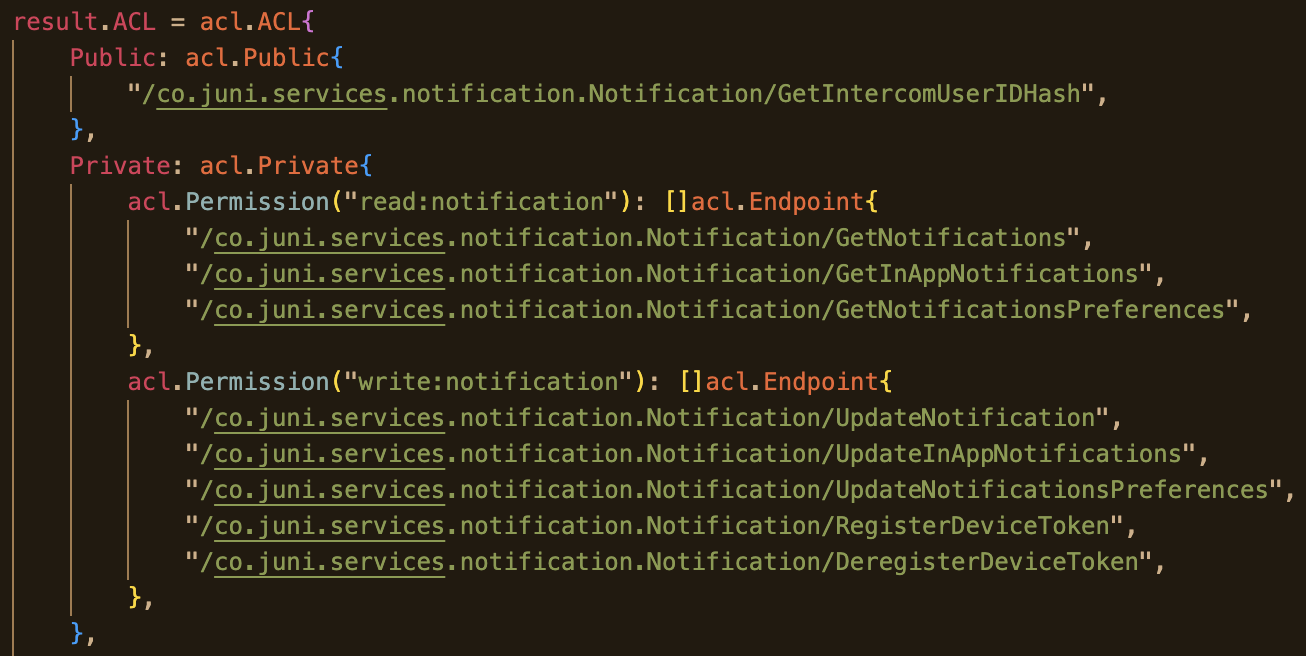 result.ACL = acl.ACL{
    Public: acl.Public{
        "/co.juni.services.notification.Notification/GetIntercomUserIDHash",
    },
    Private: acl.Private{
        acl.Permission("read:notification"): []acl.Endpoint{
            "/co.juni.services.notification.Notification/GetNotifications",
            "/co.juni.services.notification.Notification/GetInAppNotifications",
            "/co.juni.services.notification.Notification/GetNotificationsPreferences",
        },
        acl.Permission("write:notification"): []acl.Endpoint{
            "/co.juni.services.notification.Notification/UpdateNotification",
            "/co.juni.services.notification.Notification/UpdateInAppNotifications",
            "/co.juni.services.notification.Notification/UpdateNotificationsPreferences",
            "/co.juni.services.notification.Notification/RegisterDeviceToken",
            "/co.juni.services.notification.Notification/DeregisterDeviceToken",
        },
    },